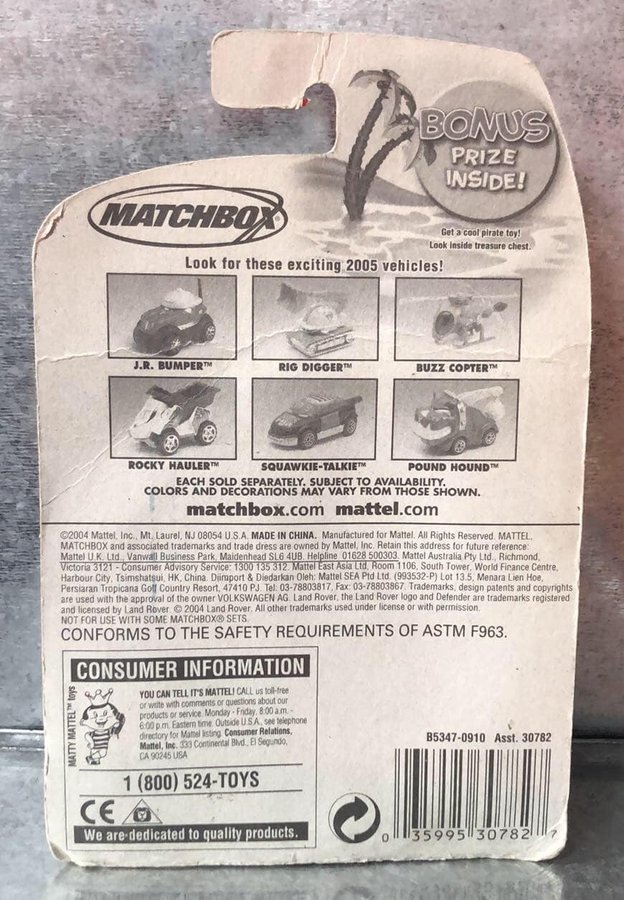 BONUS
PRIZE
INSIDE!
Get a cool pirate toy!
Look inside treasure chest.
MATCHBOX
Look for these exciting 2005 vehicles!
J.R. BUMPER™ RIG DIGGER™ BUZZ COPTER™
ROCKY HAULER™ SQUAWKIE-TALKIE™ POUND HOUND™
EACH SOLD SEPARATELY. SUBJECT TO AVAILABILITY.
COLORS AND DECORATIONS MAY VARY FROM THOSE SHOWN.
matchbox.com mattel.com
©2004 Mattel, Inc., Mt. Laurel, NJ 08054 U.S.A. MADE IN CHINA. Manufactured for Mattel. All Rights Reserved. MATTEL,
MATCHBOX and associated trademarks and trade dress are owned by Mattel, Inc. Retain this address for future reference:
Mattel U.K. Ltd., Vanwall Business Park, Maidenhead SL6 4UB. Helpline 01628 500303. Mattel Australia Pty Ltd., Richmond,
Victoria 3121 - Consumer Advisory Service: 1300 135 312. Mattel East Asia Ltd, Room 1106, South Tower, World Finance Centre,
Harbour City, Tsimshatsui, HK, China. Diimport & Diedarkan Oleh: Mattel SEA Ptd Ltd. (993532-P) Lot 13.5, Menara Lien Hoe,
Persiaran Tropicana Golf Country Resort, 47410 PJ. Tel: 03-78803817, Fax: 03-78803867. Trademarks, design patents and copyrights
are used with the approval of the owner VOLKSWAGEN AG. Land Rover, the Land Rover logo and Defender are trademarks registered
and licensed by Land Rover. © 2004 Land Rover. All other trademarks used under license or with permission.
NOT FOR USE WITH SOME MATCHBOX® SETS.
CONFORMS TO THE SAFETY REQUIREMENTS OF ASTM F963.
CONSUMER INFORMATION
MATTY MATTEL™ toys
YOU CAN TELL IT'S MATTEL! CALL us toll-free
or write with comments or questions about our
products or service. Monday - Friday, 8:00 a.m. -
6:00 p.m. Eastern time. Outside U.S.A., see telephone
directory for Mattel listing. Consumer Relations,
Mattel, Inc. 333 Continental Blvd., El Segundo,
CA 90245 USA
1 (800) 524-TOYS
CE
We are dedicated to quality products.
B5347-0910 Asst. 30782
0 35995 30782 7